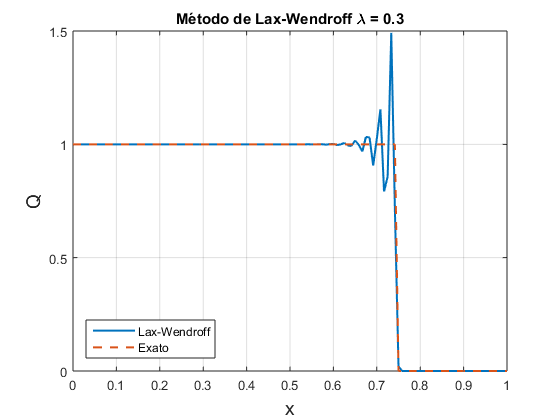 Método de Lax-Wendroff λ = 0.3
1.5
1
0.5
0
Q
Lax-Wendroff
Exato
0 0.1 0.2 0.3 0.4 0.5 0.6 0.7 0.8 0.9 1
x